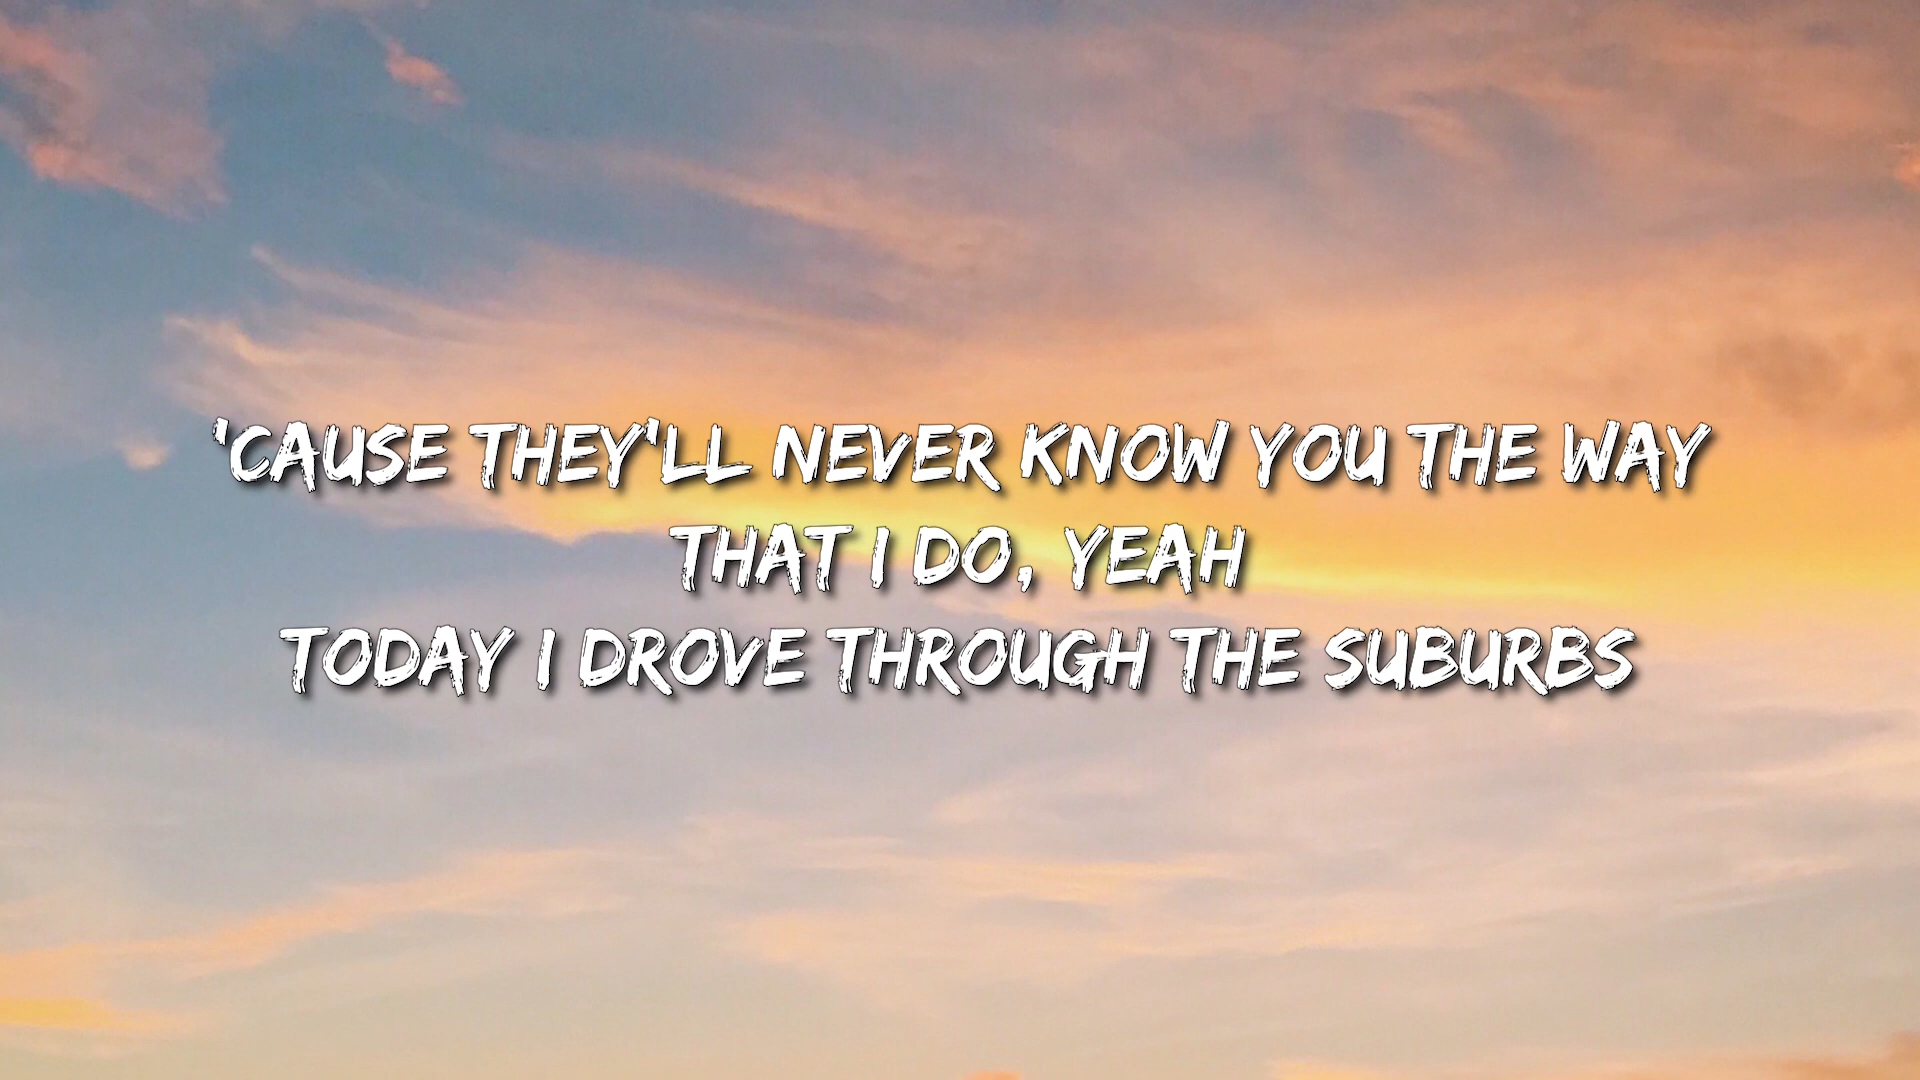 'CAUSE THEY'LL NEVER KNOW YOU THE WAY
THAT I DO, YEAH
TODAY I DROVE THROUGH THE SUBURBS